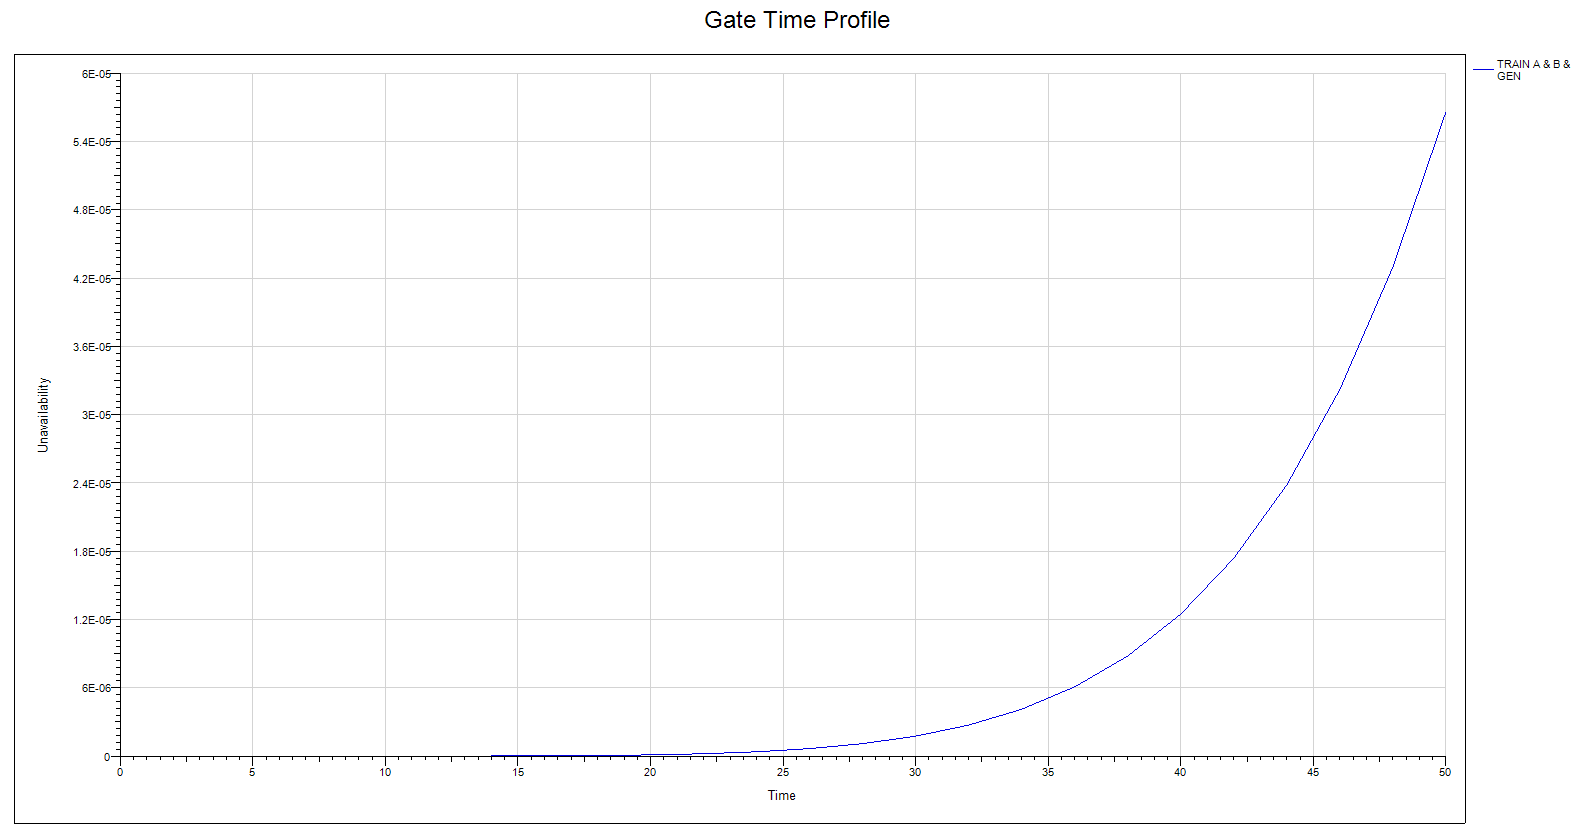 Gate Time Profile
TRAIN A & B &
GEN
6E-05
5.4E-05
4.8E-05
4.2E-05
3.6E-05
3E-05
2.4E-05
1.8E-05
1.2E-05
6E-06
0
Unavailability
0 5 10 15 20 25 30 35 40 45 50
Time